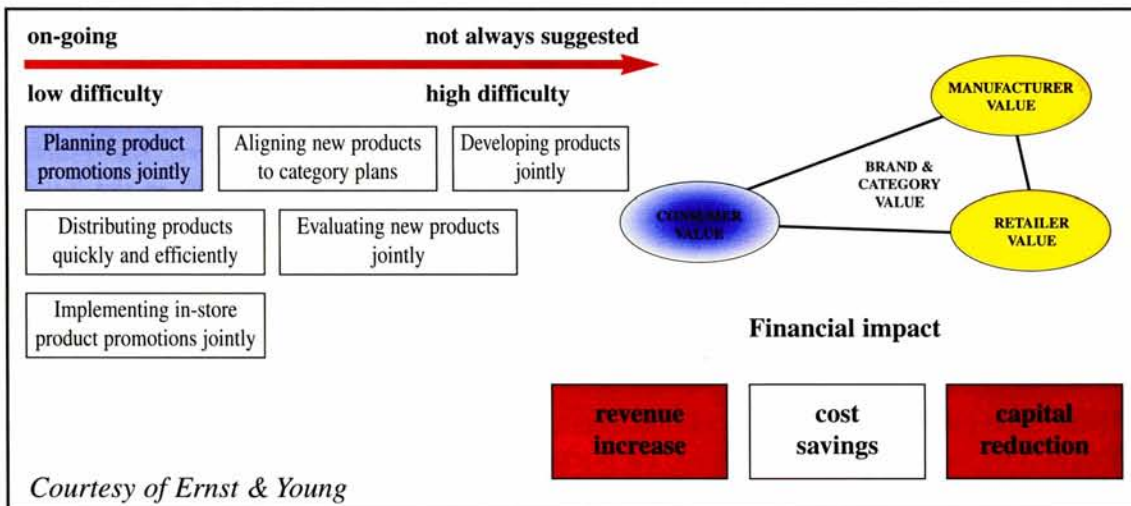 on-going not always suggested
low difficulty high difficulty
Planning product
promotions jointly
Aligning new products
to category plans
Developing products
jointly
Distributing products
quickly and efficiently
Evaluating new products
jointly
Implementing in-store
product promotions jointly
MANUFACTURER
VALUE
BRAND &
CATEGORY
VALUE
CONSUMER
VALUE
RETAILER
VALUE
Financial impact
revenue
increase
cost
savings
capital
reduction
Courtesy of Ernst & Young